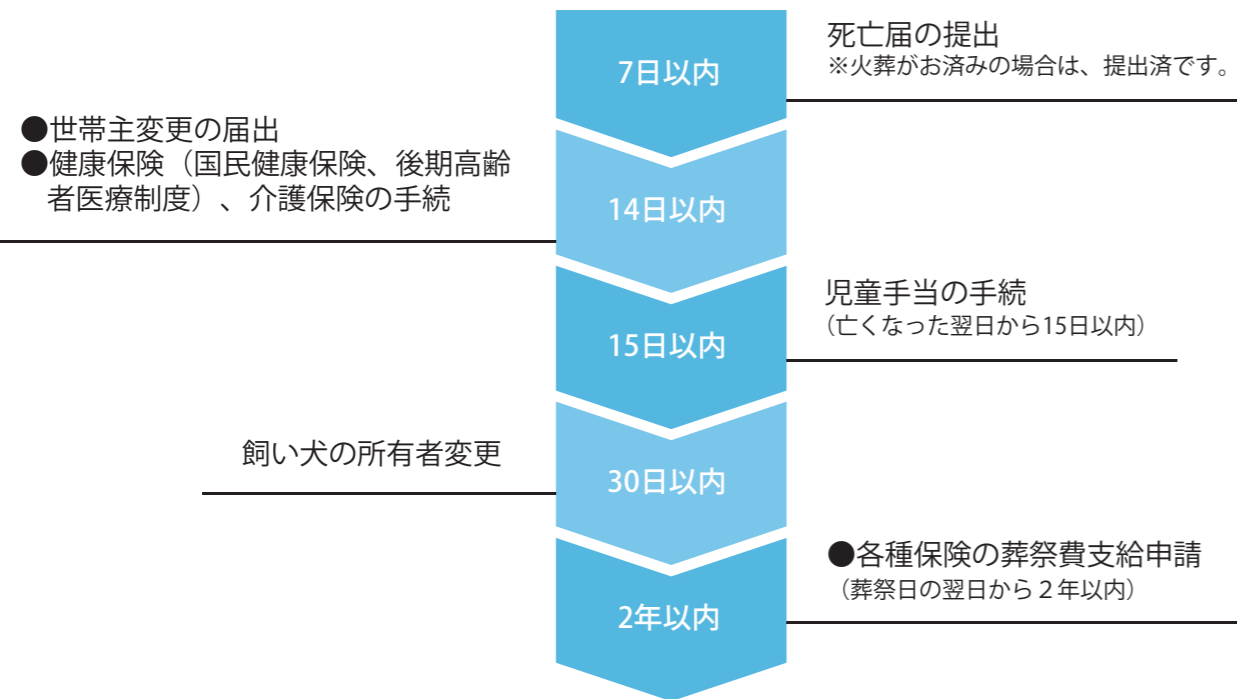 7日以内
死亡届の提出
※火葬がお済みの場合は、提出済です。
●世帯主変更の届出
●健康保険（国民健康保険、後期高齢
者医療制度）、介護保険の手続
14日以内
児童手当の手続
（亡くなった翌日から15日以内）
15日以内
飼い犬の所有者変更
30日以内
●各種保険の葬祭費支給申請
（葬祭日の翌日から２年以内）
2年以内